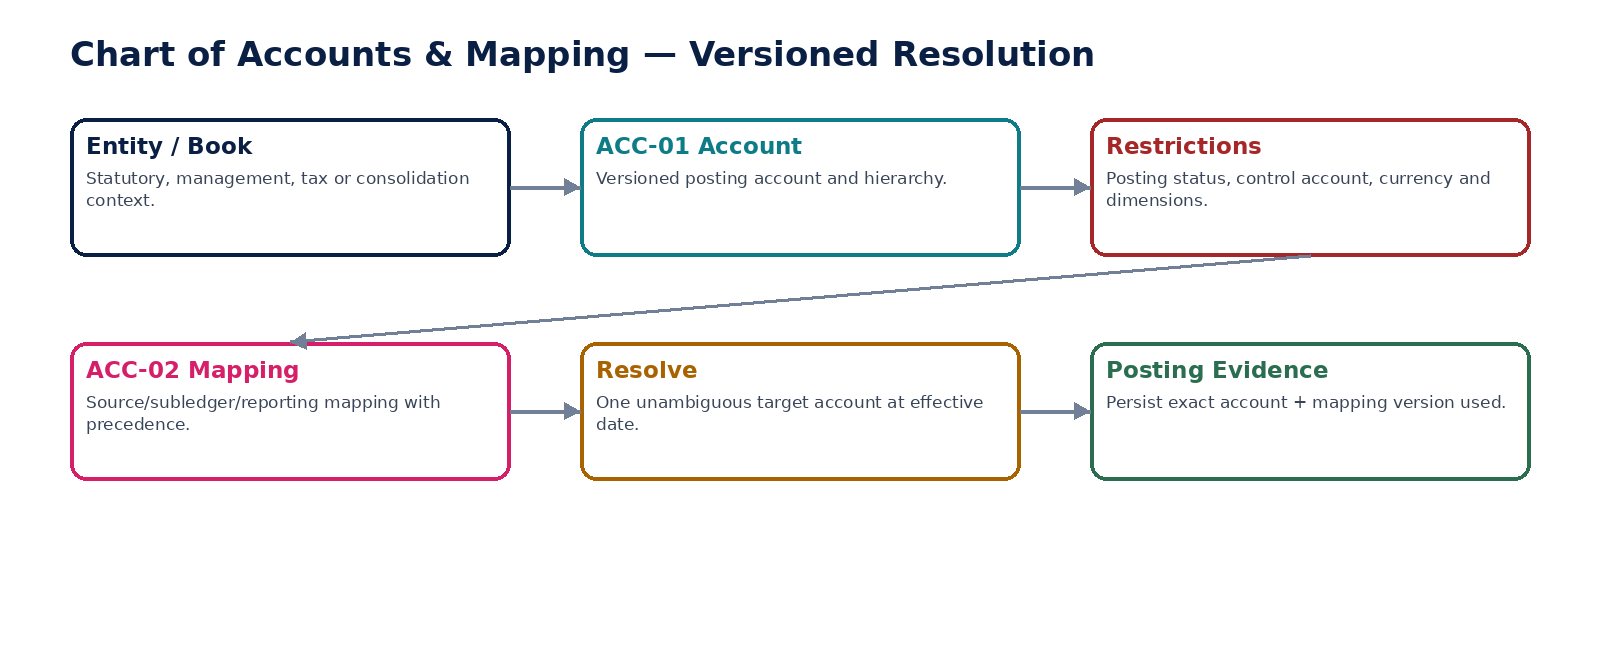 Chart of Accounts & Mapping — Versioned Resolution
Entity / Book
Statutory, management, tax or consolidation
context.
ACC-01 Account
Versioned posting account and hierarchy.
Restrictions
Posting status, control account, currency and
dimensions.
ACC-02 Mapping
Source/subledger/reporting mapping with
precedence.
Resolve
One unambiguous target account at effective
date.
Posting Evidence
Persist exact account + mapping version used.